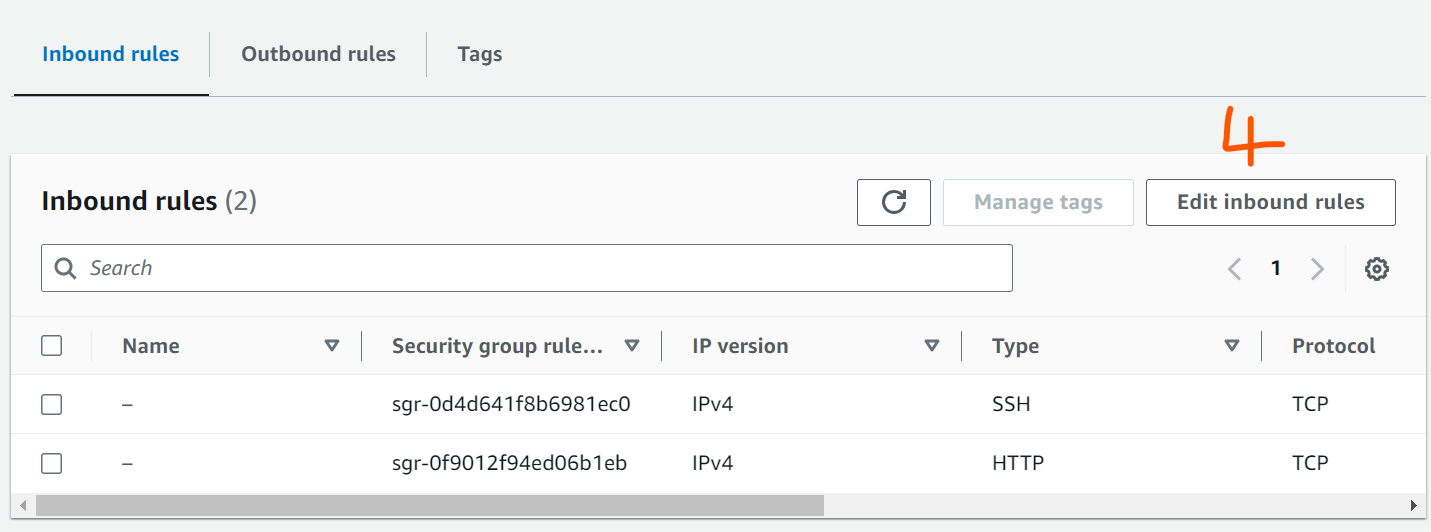 Inbound rules Outbound rules Tags
4
Inbound rules (2) Manage tags Edit inbound rules
Search 1
Name Security group rule... IP version Type Protocol
– sgr-0d4d641f8b6981ec0 IPv4 SSH TCP
– sgr-0f9012f94ed06b1eb IPv4 HTTP TCP